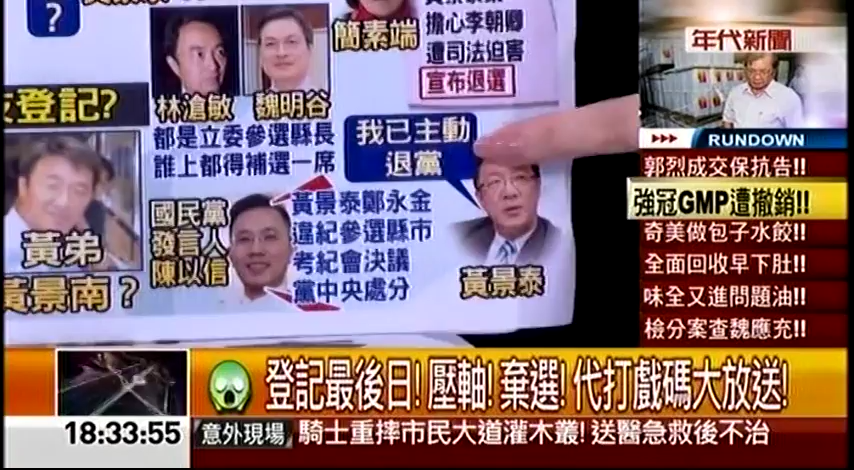 ?
簡素端
擔心李朝卿
遭司法迫害
宣布退選
登記?
林滄敏
魏明谷
都是立委參選縣長
誰上都得補選一席
我已主動
退黨
黃弟
黃景南?
國民黨
發言人
陳以信
黃景泰鄭永金
違紀參選縣市
考紀會決議
黨中央處分
黃景泰
年代新聞
RUNDOWN
郭烈成交保抗告!!
強冠GMP遭撤銷!!
奇美做包子水餃!!
全面回收早下肚!!
味全又進問題油!!
檢分案查魏應充!!
登記最後日!壓軸!棄選!代打戲碼大放送!
18:33:55
意外現場
騎士重摔市民大道灌木叢!送醫急救後不治